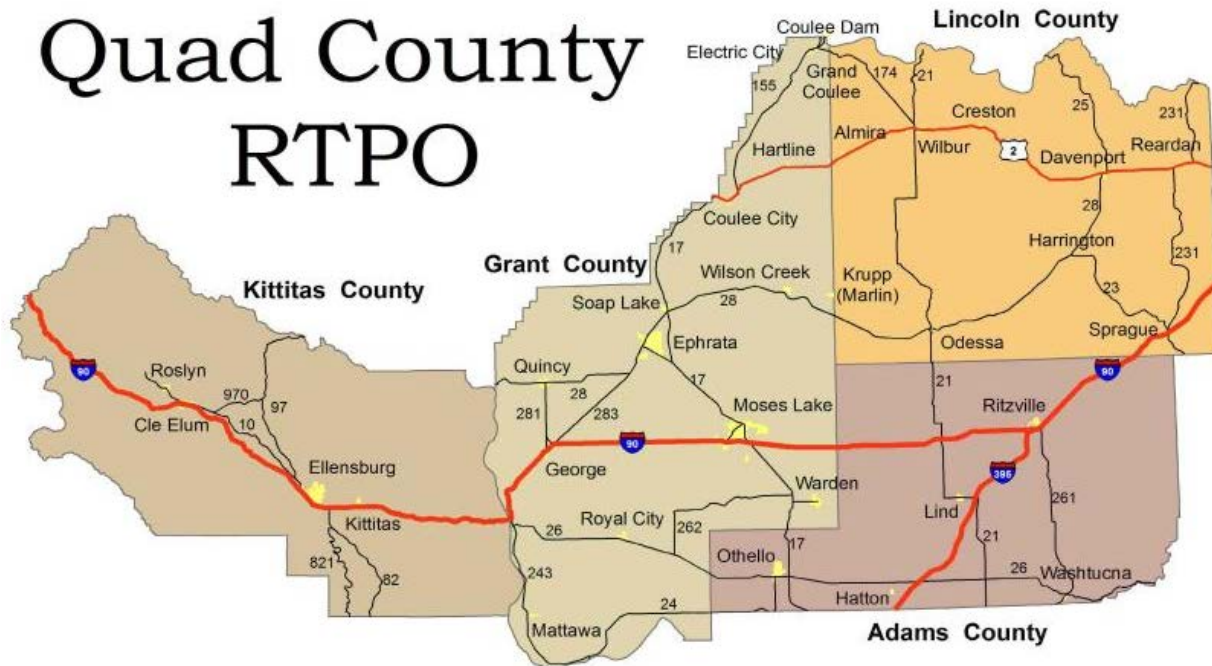 Quad County
RTPO
Coulee Dam
Lincoln County
Electric City
Grand
Coulee
174
21
155
25
231
Creston
Almira
Hartline
Wilbur
2
Davenport
Reardan
Coulee City
28
17
Harrington
231
Grant County
Wilson Creek
Krupp
(Marlin)
Kittitas County
Soap Lake
28
23
Sprague
Ephrata
Odessa
90
90
Roslyn
Quincy
970
97
28
17
21
Cle Elum
10
281
283
Moses Lake
Ritzville
90
Ellensburg
George
395
Warden
Lind
261
Kittitas
Royal City
26
262
21
821
82
Othello
17
26
Washtucna
243
24
Hatton
Mattawa
Adams County